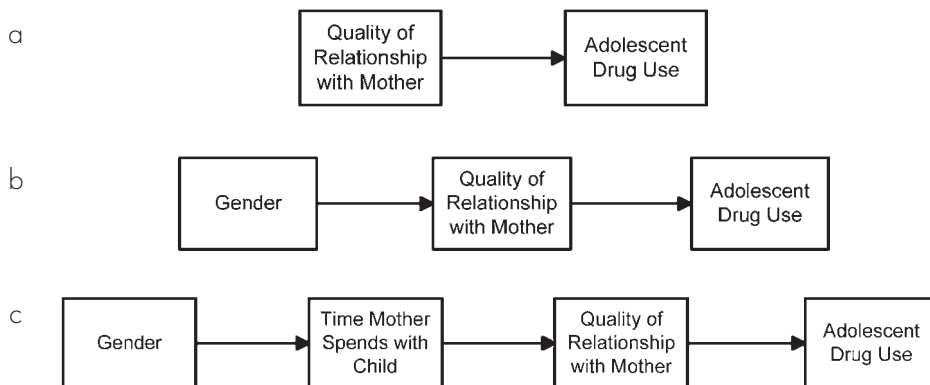 a
Quality of
Relationship
with Mother
Adolescent
Drug Use
b
Gender
Quality of
Relationship
with Mother
Adolescent
Drug Use
c
Gender
Time Mother
Spends with
Child
Quality of
Relationship
with Mother
Adolescent
Drug Use